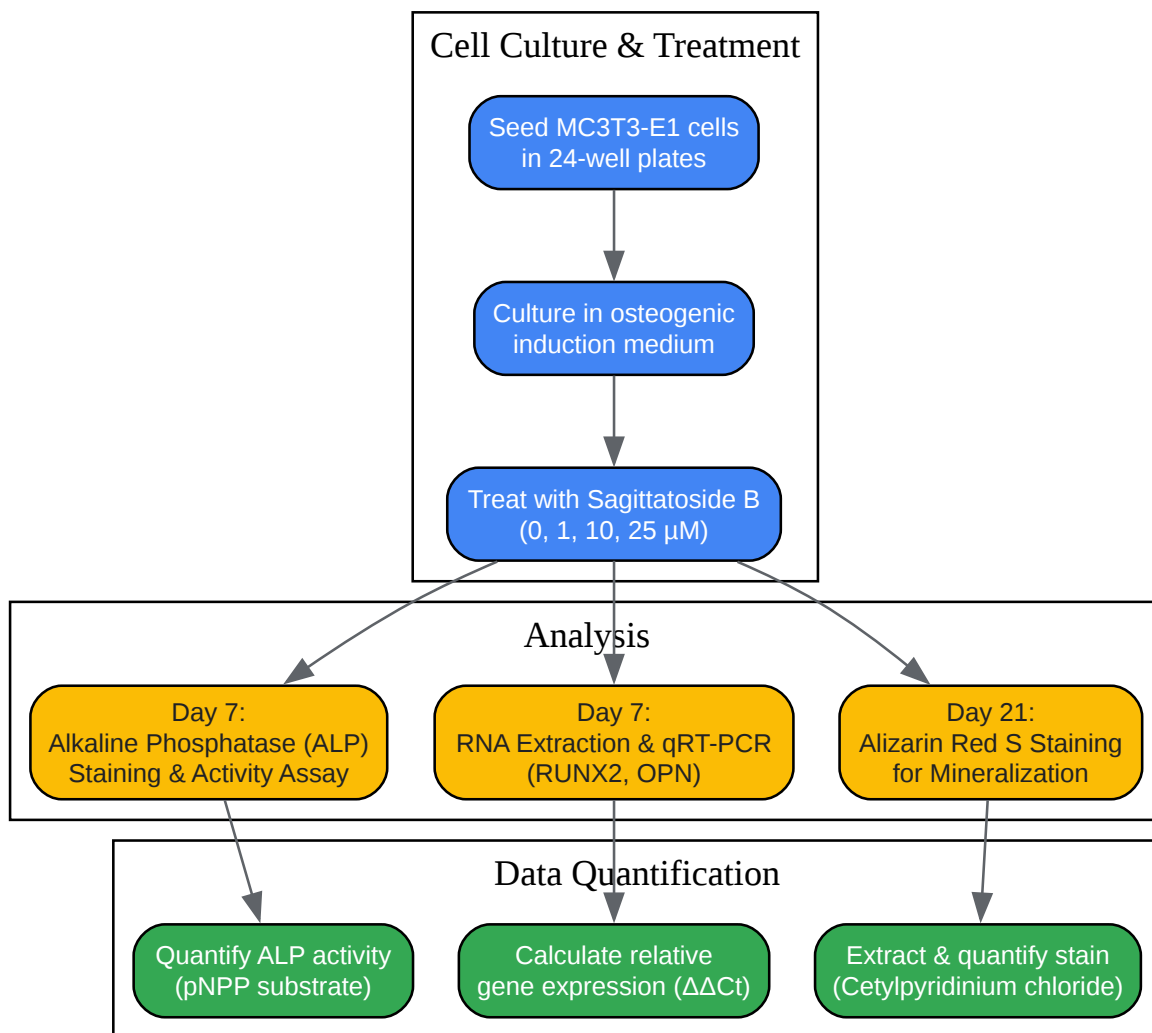 Cell Culture & Treatment
Seed MC3T3-E1 cells
in 24-well plates
Culture in osteogenic
induction medium
Treat with Sagittatoside B
(0, 1, 10, 25 µM)
Analysis
Day 7:
Alkaline Phosphatase (ALP)
Staining & Activity Assay
Day 7:
RNA Extraction & qRT-PCR
(RUNX2, OPN)
Day 21:
Alizarin Red S Staining
for Mineralization
Data Quantification
Quantify ALP activity
(pNPP substrate)
Calculate relative
gene expression (ΔΔCt)
Extract & quantify stain
(Cetylpyridinium chloride)